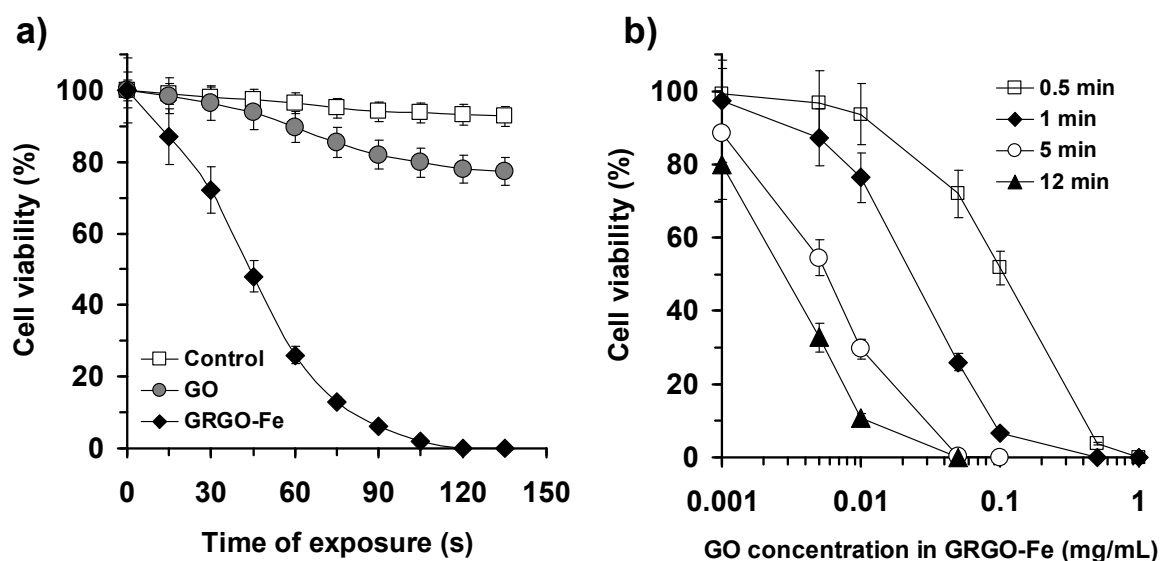 a)
100
80
60
40
20
0
Cell viability (%)
Control
GO
GRGO-Fe
0 30 60 90 120 150
Time of exposure (s)
b)
100
80
60
40
20
0
Cell viability (%)
0.5 min
1 min
5 min
12 min
0.001 0.01 0.1 1
GO concentration in GRGO-Fe (mg/mL)